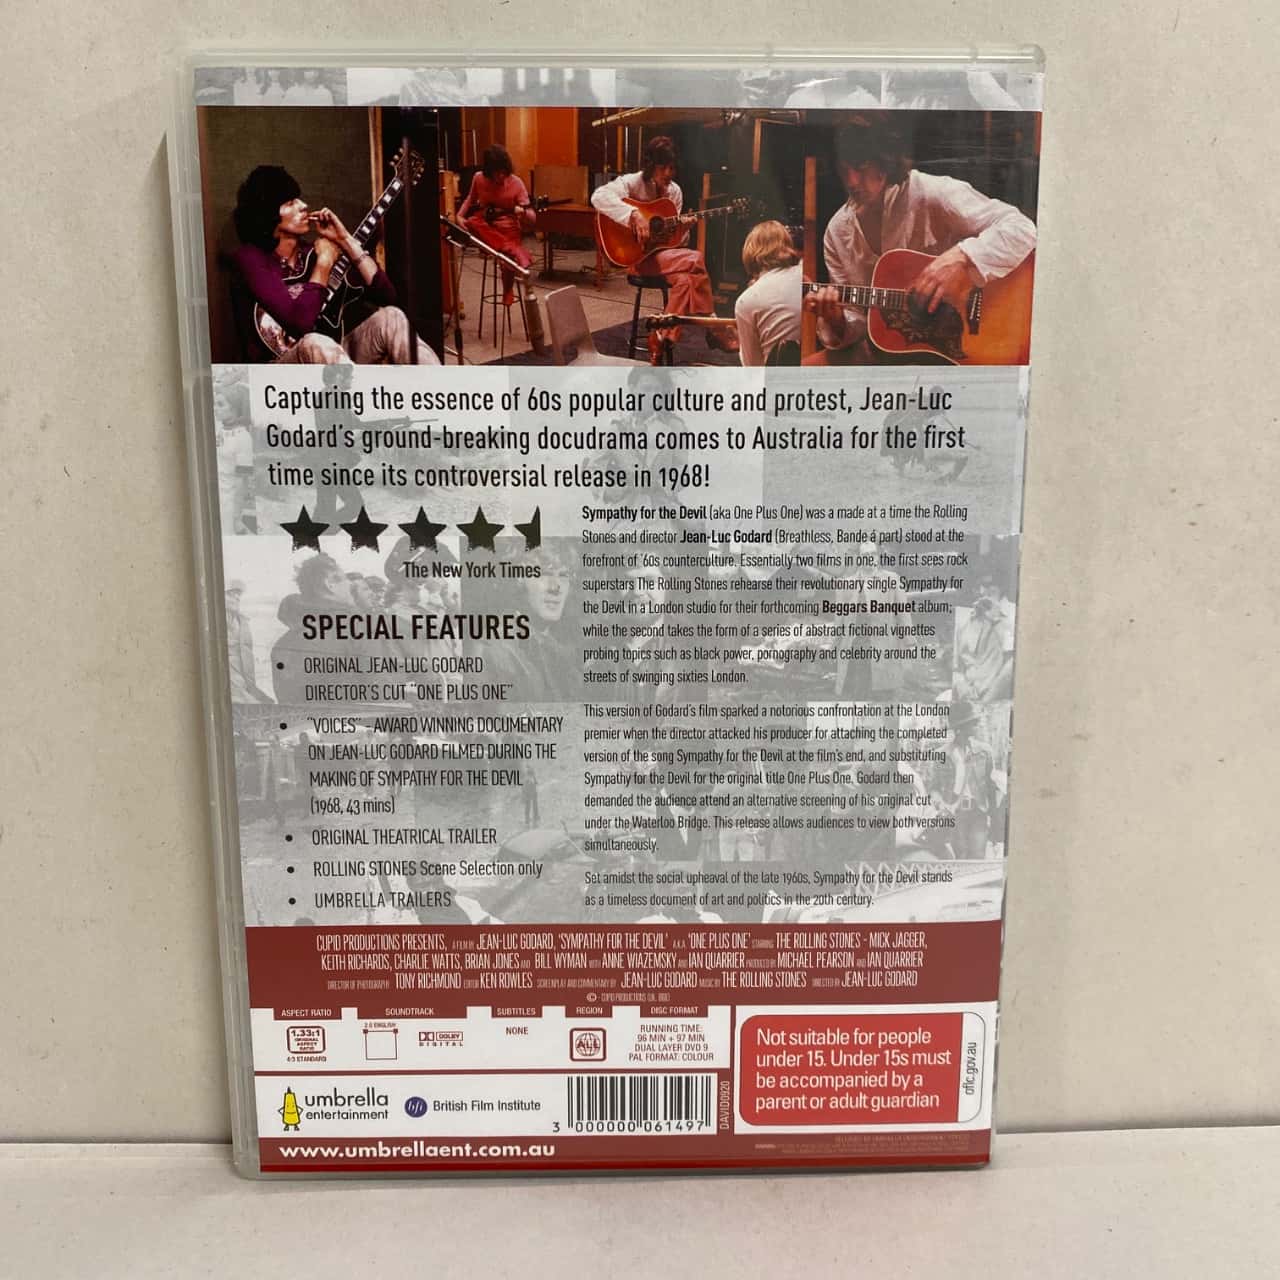 Capturing the essence of 60s popular culture and protest, Jean-Luc
Godard's ground-breaking docudrama comes to Australia for the first
time since its controversial release in 1968!
The New York Times
SPECIAL FEATURES
• ORIGINAL JEAN-LUC GODARD
DIRECTOR'S CUT "ONE PLUS ONE"
• "VOICES" - AWARD WINNING DOCUMENTARY
ON JEAN-LUC GODARD FILMED DURING THE
MAKING OF SYMPATHY FOR THE DEVIL
(1968, 43 mins)
• ORIGINAL THEATRICAL TRAILER
• ROLLING STONES Scene Selection only
• UMBRELLA TRAILERS
Sympathy for the Devil (aka One Plus One) was a made at a time the Rolling
Stones and director Jean-Luc Godard (Breathless, Bande á part) stood at the
forefront of '60s counterculture. Essentially two films in one, the first sees rock
superstars The Rolling Stones rehearse their revolutionary single Sympathy for
the Devil in a London studio for their forthcoming Beggars Banquet album;
while the second takes the form of a series of abstract fictional vignettes
probing topics such as black power, pornography and celebrity around the
streets of swinging sixties London.
This version of Godard's film sparked a notorious confrontation at the London
premier when the director attacked his producer for attaching the completed
version of the song Sympathy for the Devil at the film's end, and substituting
Sympathy for the Devil for the original title One Plus One. Godard then
demanded the audience attend an alternative screening of his original cut
under the Waterloo Bridge. This release allows audiences to view both versions
simultaneously.
Set amidst the social upheaval of the late 1960s, Sympathy for the Devil stands
as a timeless document of art and politics in the 20th century.
CUPID PRODUCTIONS PRESENTS, A FILM BY JEAN-LUC GODARD, 'SYMPATHY FOR THE DEVIL' A.K.A. 'ONE PLUS ONE' STARRING THE ROLLING STONES - MICK JAGGER,
KEITH RICHARDS, CHARLIE WATTS, BRIAN JONES AND BILL WYMAN WITH ANNE WIAZEMSKY AND IAN QUARRIER PRODUCED BY MICHAEL PEARSON AND IAN QUARRIER
DIRECTOR OF PHOTOGRAPHY TONY RICHMOND EDITOR KEN ROWLES SCREENPLAY AND COMMENTARY BY JEAN-LUC GODARD MUSIC BY THE ROLLING STONES DIRECTED BY JEAN-LUC GODARD
© CUPID PRODUCTIONS
ASPECT RATIO
1.33:1
ORIGINAL
ASPECT
RATIO
4:3 STANDARD
SOUNDTRACK
2.0 ENGLISH
DOLBY
DIGITAL
SUBTITLES
NONE
REGION
ALL
DISC FORMAT
RUNNING TIME:
96 MIN + 97 MIN
DUAL LAYER DVD 9
PAL FORMAT: COLOUR
Not suitable for people
under 15. Under 15s must
be accompanied by a
parent or adult guardian
oflc.gov.au
umbrella
entertainment
bfi
British Film Institute
3 000000 061497
DAVID0920
www.umbrellaent.com.au